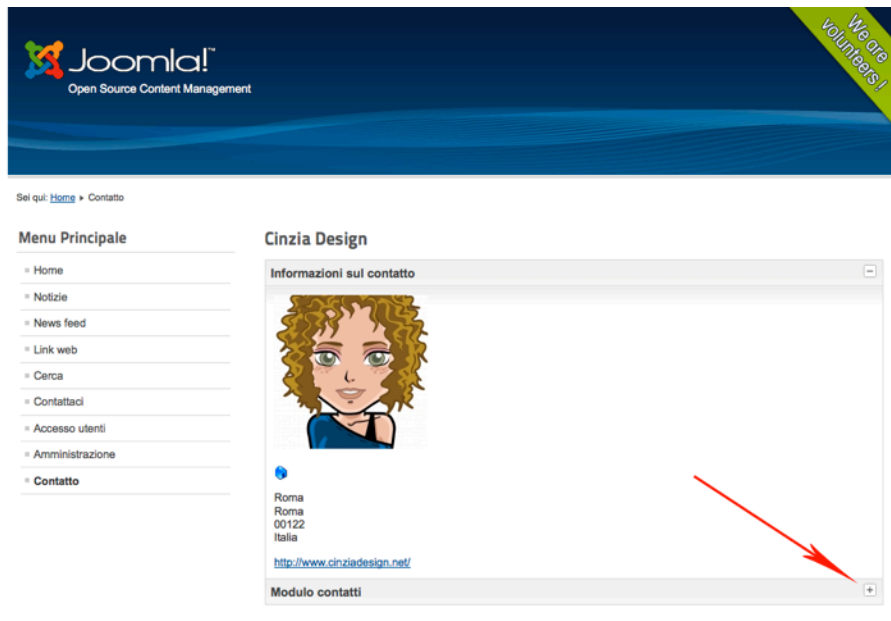 Joomla!™
Open Source Content Management
We are
volunteers!
Sei qui: Home ▸ Contatto
Menu Principale
Home
Notizie
News feed
Link web
Cerca
Contattaci
Accesso utenti
Amministrazione
Contatto
Cinzia Design
Informazioni sul contatto
Roma
Roma
00122
Italia
http://www.cinziadesign.net/
Modulo contatti